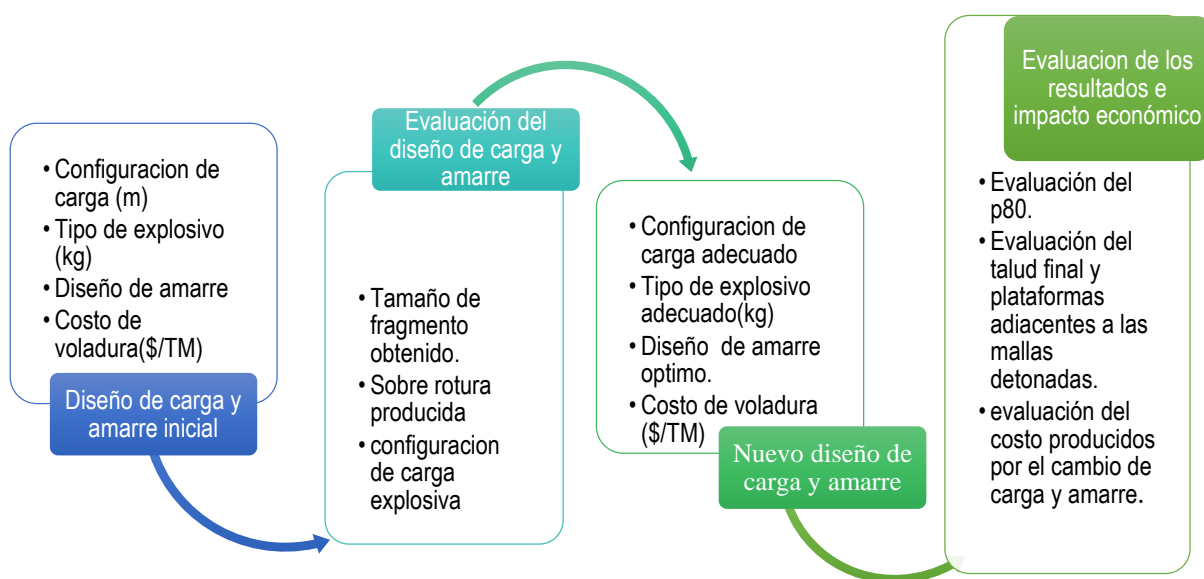 • Configuracion de
carga (m)
• Tipo de explosivo
(kg)
• Diseño de amarre
• Costo de
voladura($/TM)
Diseño de carga y
amarre inicial
Evaluación del
diseño de carga y
amarre
• Tamaño de
fragmento
obtenido.
• Sobre rotura
producida
• configuracion
de carga
explosiva
• Configuracion de
carga adecuado
• Tipo de explosivo
adecuado(kg)
• Diseño de amarre
optimo.
• Costo de voladura
($/TM)
Nuevo diseño de
carga y amarre
Evaluacion de los
resultados e
impacto económico
• Evaluación del
p80.
• Evaluación del
talud final y
plataformas
adiacentes a las
mallas
detonadas.
• evaluación del
costo producidos
por el cambio de
carga y amarre.